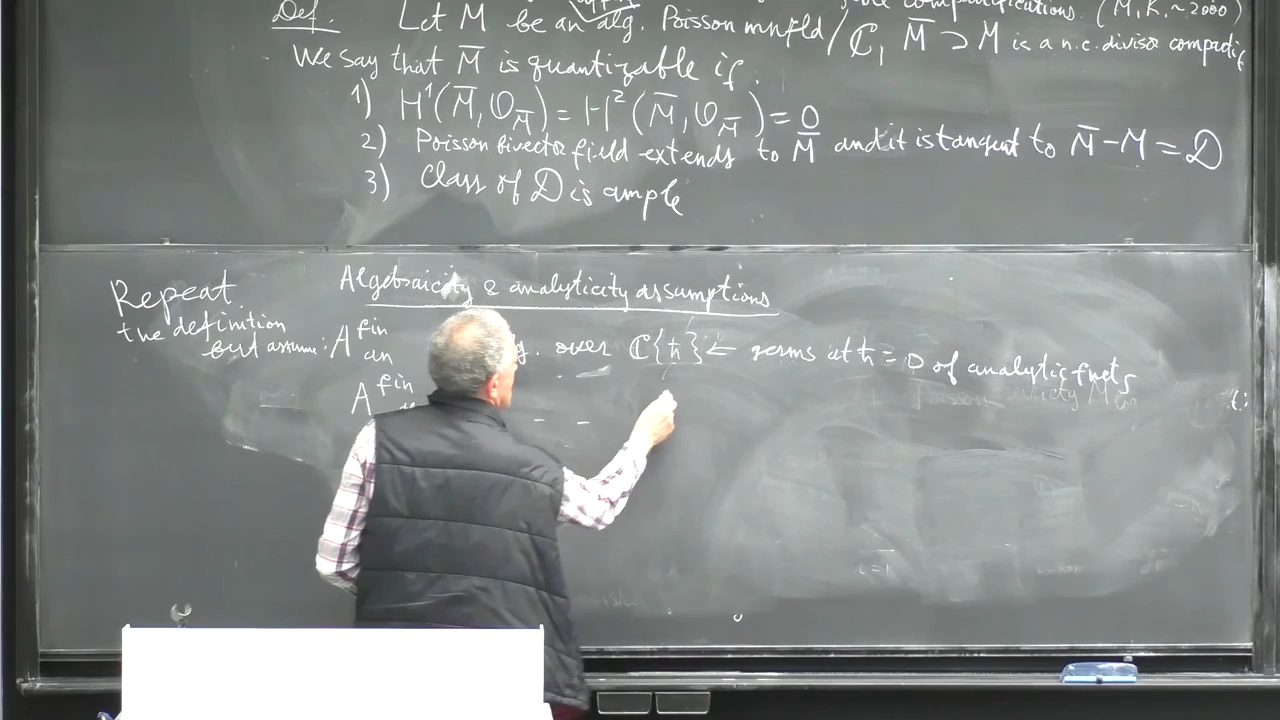 compactifications. (M.K. ~2000)
Def. Let M be an alg. Poisson mnfld / ℂ, M̄ ⊃ M is a n.c. divisor compactif
We say that M̄ is quantizable if:
1) H¹(M̄, O_M̄) = H²(M̄, O_M̄) = 0
2) Poisson bivector field extends to M̄ and it is tangent to M̄ - M = D
3) Class of D is ample
Algebraicity & analyticity assumptions
Repeat
the definition
but assume: A^fin_an g. over ℂ{ħ} ← germs at ħ = 0 of analytic fncts
A^fin - -